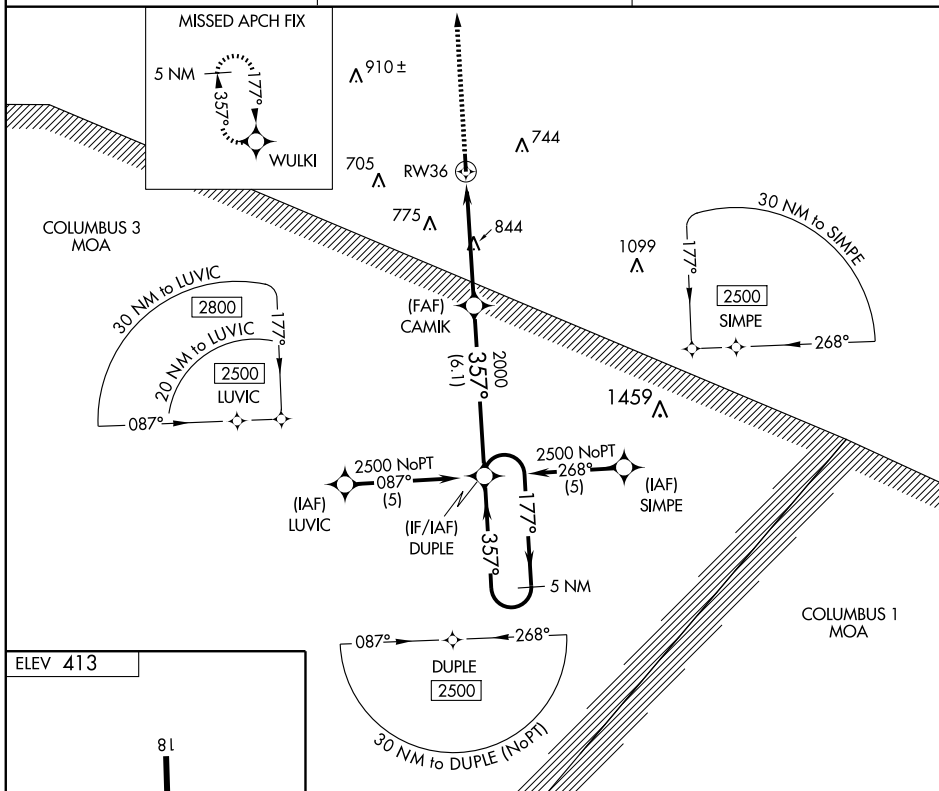 MISSED APCH FIX
5 NM
177°
357°
WULKI
910 ±
744
705
RW36
775
844
COLUMBUS 3
MOA
30 NM to LUVIC
2800
177°
20 NM to LUVIC
2500
LUVIC
087°
(FAF)
CAMIK
1099
30 NM to SIMPE
177°
2500
SIMPE
268°
2000
357°
(6.1)
1459
2500 NoPT
087°
(5)
(IAF)
LUVIC
(IF/IAF)
DUPLE
2500 NoPT
268°
(5)
(IAF)
SIMPE
177°
357°
5 NM
COLUMBUS 1
MOA
087°
268°
DUPLE
2500
30 NM to DUPLE (NoPT)
ELEV 413
18